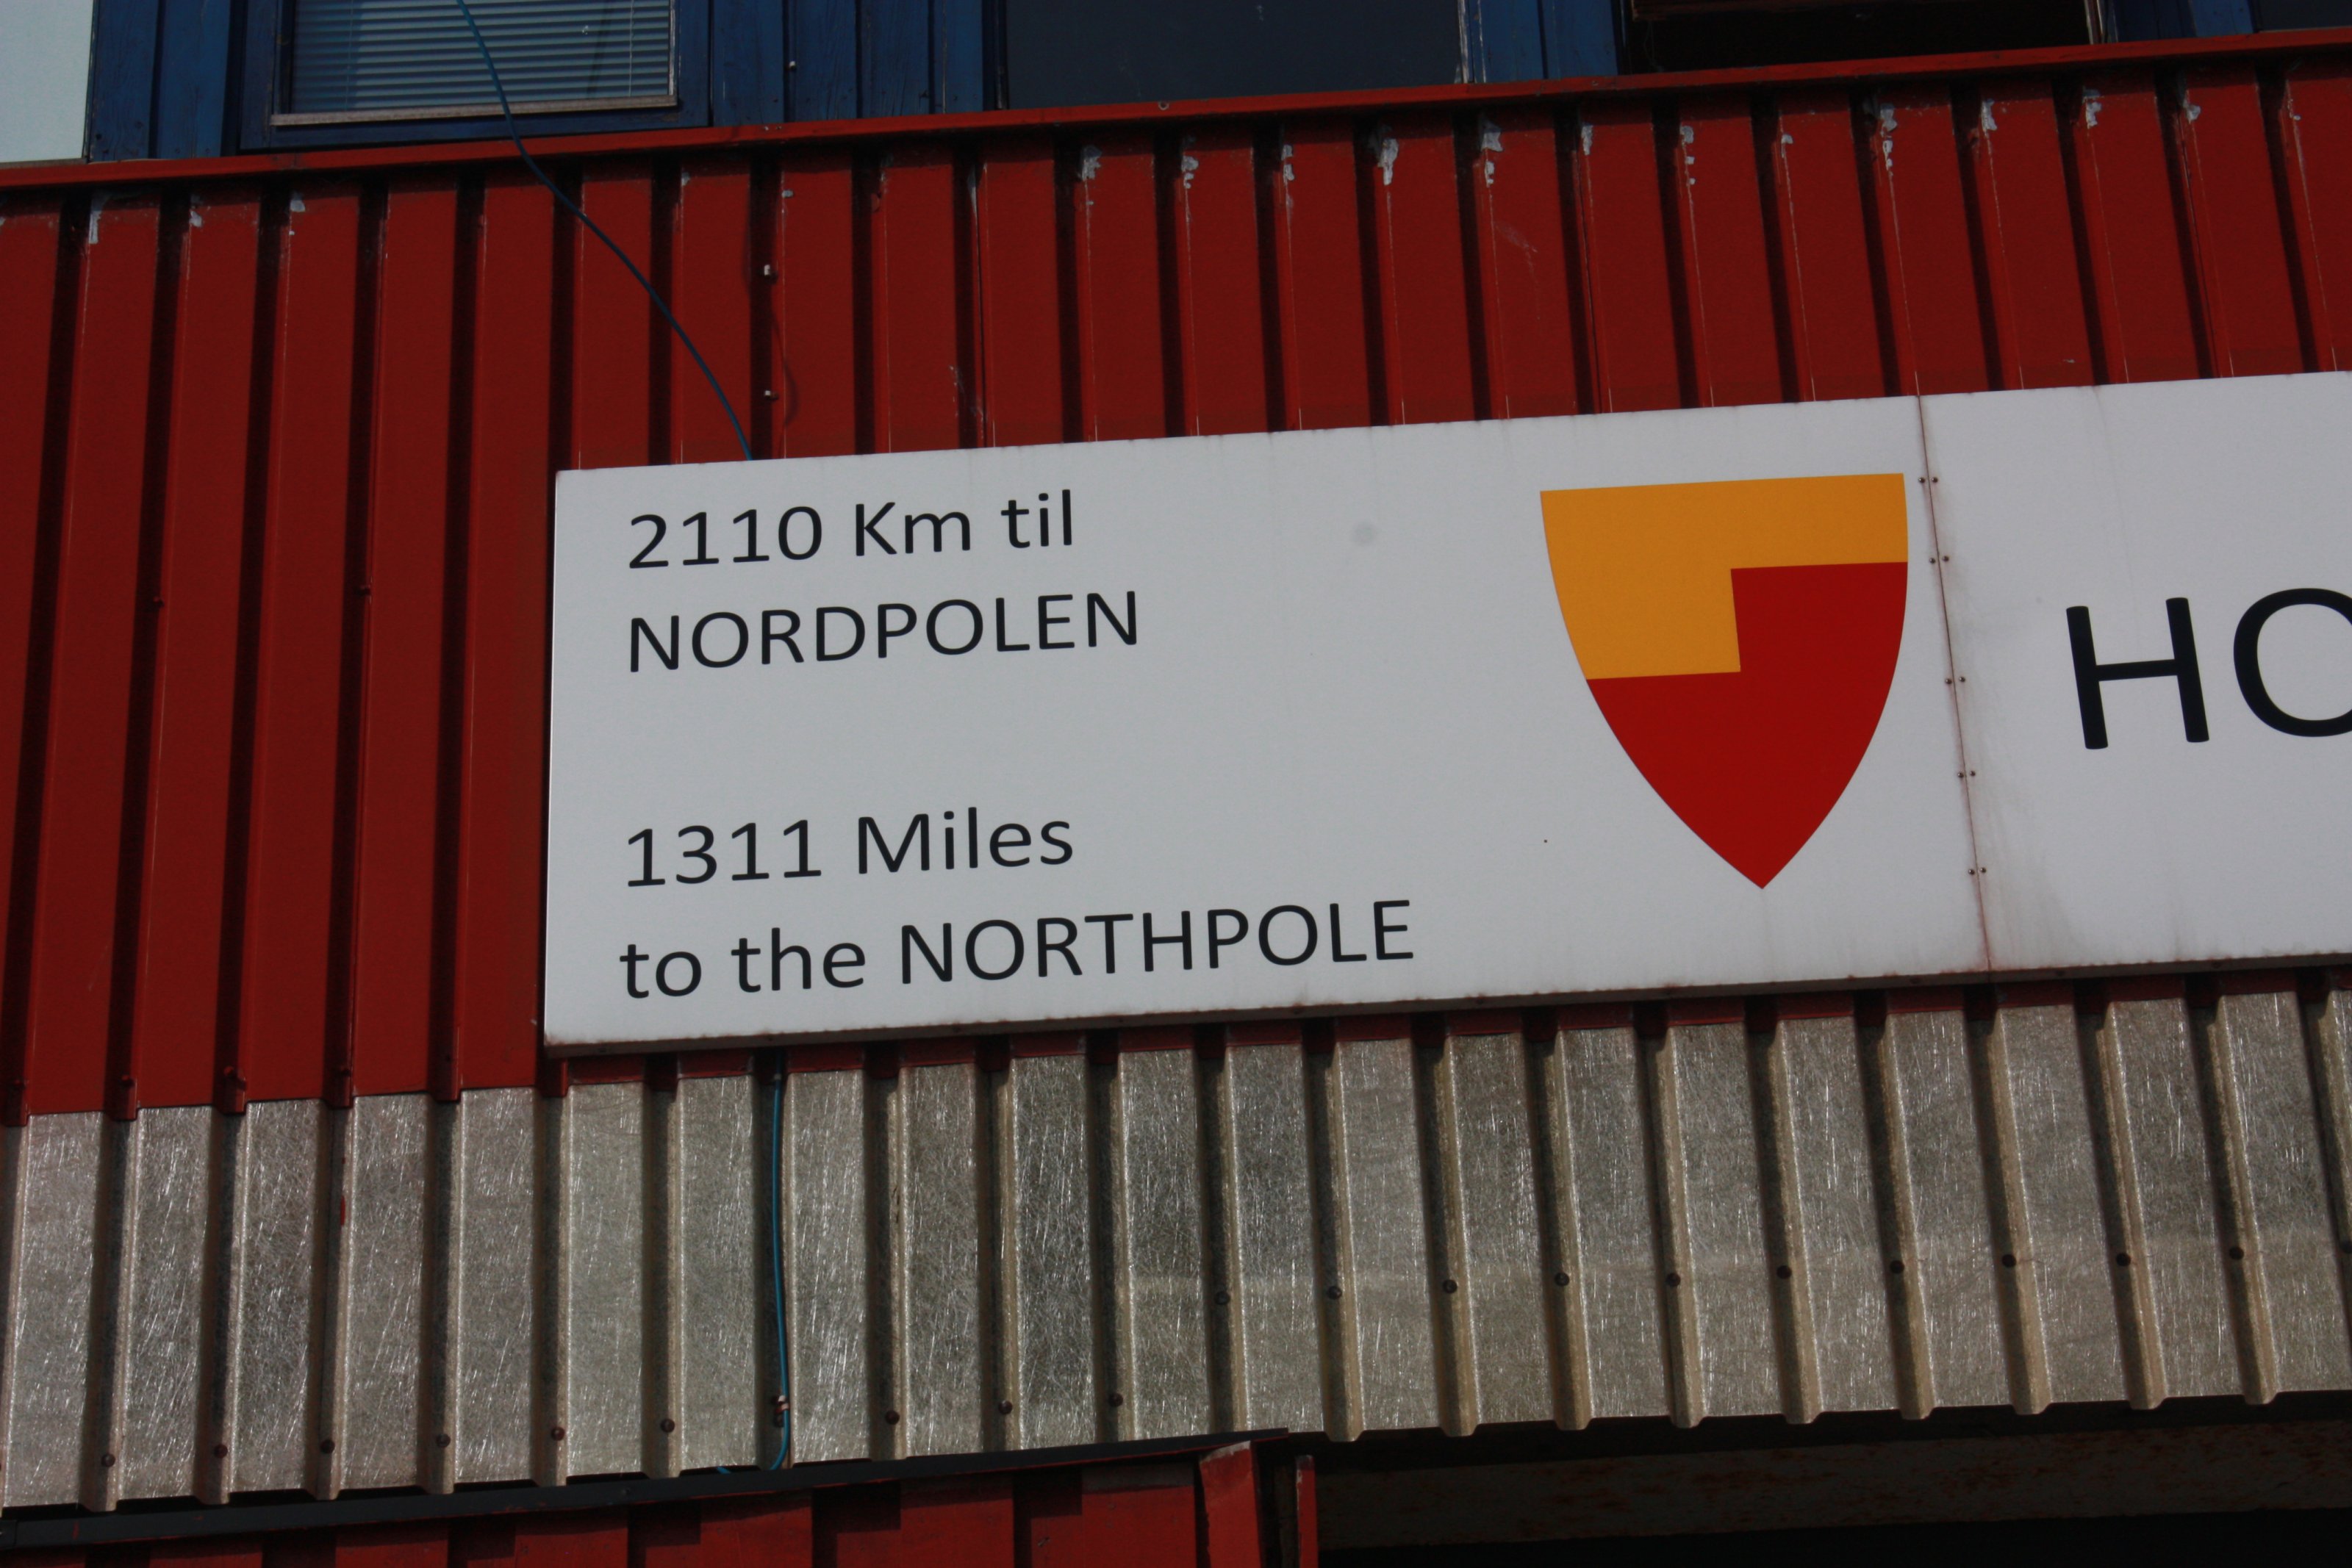 2110 Km til
NORDPOLEN
1311 Miles
to the NORTHPOLE